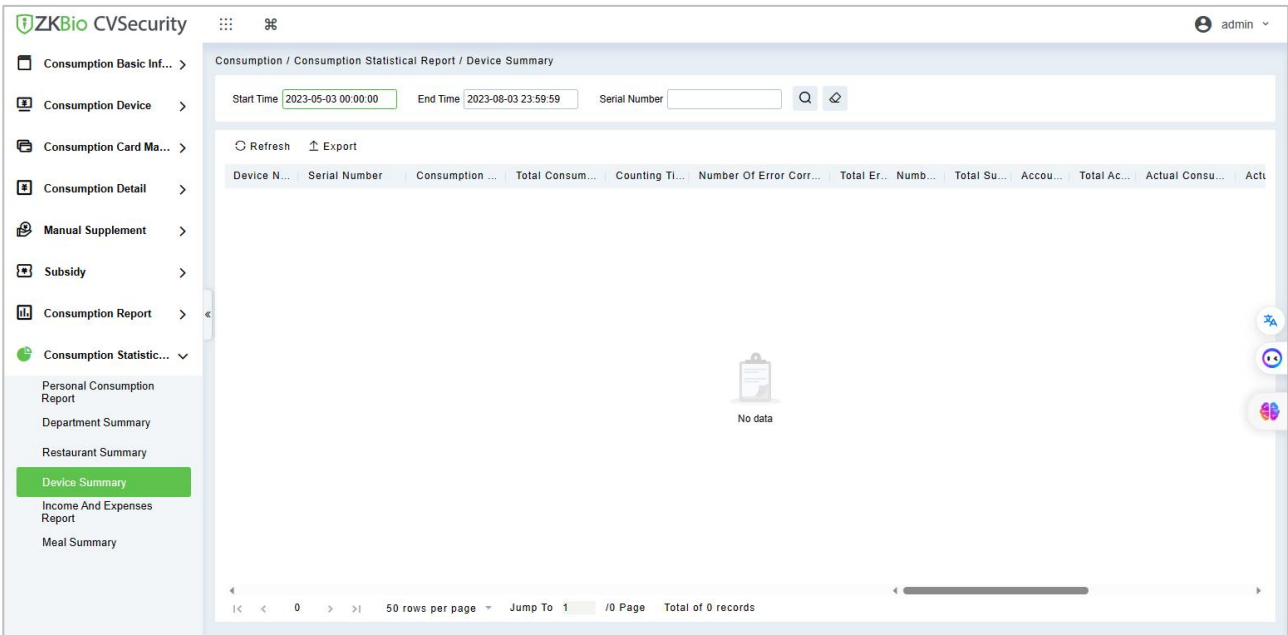 ZKBio CVSecurity
admin
Consumption Basic Inf...
Consumption Device
Consumption Card Ma...
Consumption Detail
Manual Supplement
Subsidy
Consumption Report
Consumption Statistic...
Personal Consumption
Report
Department Summary
Restaurant Summary
Device Summary
Income And Expenses
Report
Meal Summary
Consumption / Consumption Statistical Report / Device Summary
Start Time 2023-05-03 00:00:00 End Time 2023-08-03 23:59:59 Serial Number
Refresh Export
Device N... Serial Number Consumption ... Total Consum... Counting Ti... Number Of Error Corr... Total Er... Numb... Total Su... Accou... Total Ac... Actual Consu... Actu
No data
0 50 rows per page Jump To 1 /0 Page Total of 0 records